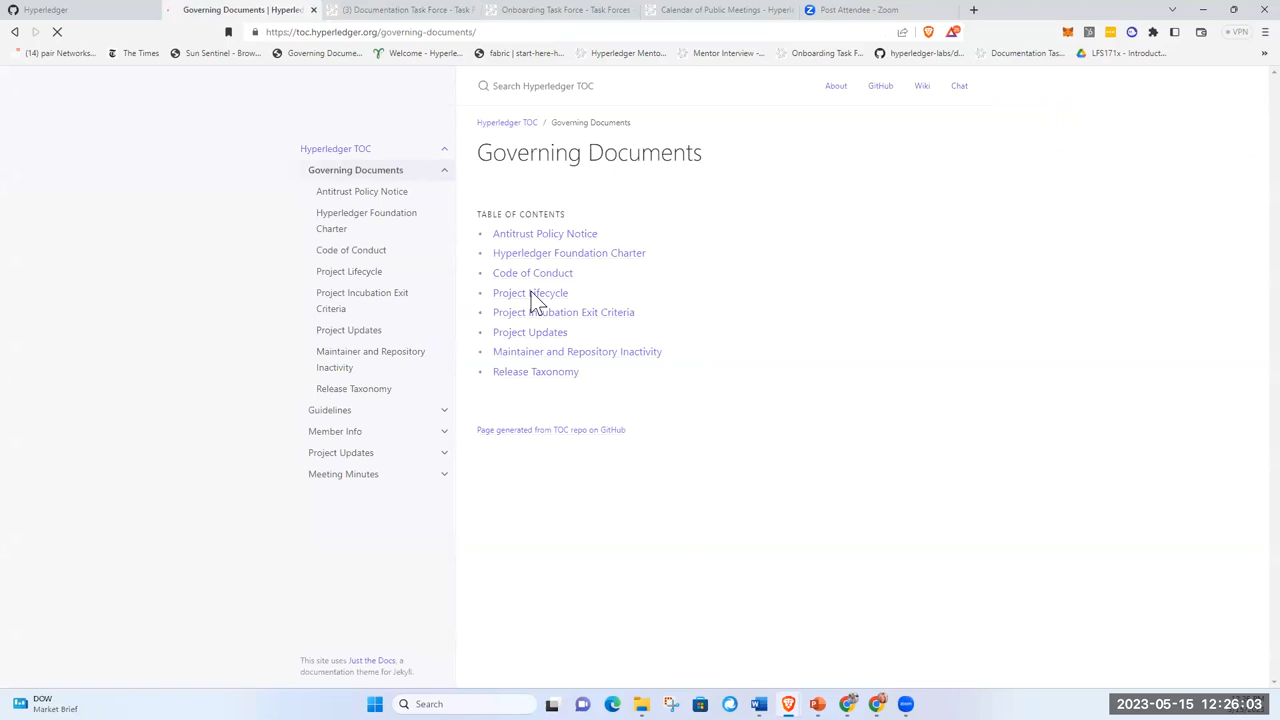 Hyperledger
Governing Documents | Hyperled
(3) Documentation Task Force - Task F
Onboarding Task Force - Task Forces
Calendar of Public Meetings - Hyperle
Post Attendee - Zoom
https://toc.hyperledger.org/governing-documents/
VPN
(14) pair Networks...
The Times
Sun Sentinel - Brow...
Governing Docume...
Welcome - Hyperle...
fabric | start-here-h...
Hyperledger Mento...
Mentor Interview -...
Onboarding Task F...
hyperledger-labs/d...
Documentation Tas...
LFS171x - Introduct...
Search Hyperledger TOC
About
GitHub
Wiki
Chat
Hyperledger TOC / Governing Documents
Hyperledger TOC
Governing Documents
Antitrust Policy Notice
Hyperledger Foundation
Charter
Code of Conduct
Project Lifecycle
Project Incubation Exit
Criteria
Project Updates
Maintainer and Repository
Inactivity
Release Taxonomy
Guidelines
Member Info
Project Updates
Meeting Minutes
Governing Documents
TABLE OF CONTENTS
Antitrust Policy Notice
Hyperledger Foundation Charter
Code of Conduct
Project Lifecycle
Project Incubation Exit Criteria
Project Updates
Maintainer and Repository Inactivity
Release Taxonomy
Page generated from TOC repo on GitHub
This site uses Just the Docs, a
documentation theme for Jekyll.
DOW
Market Brief
Search
2023-05-15 12:26:03